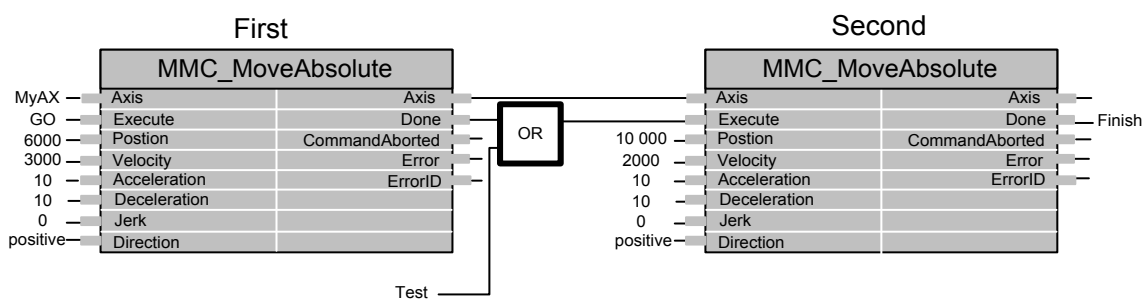 First Second
MMC_MoveAbsolute MMC_MoveAbsolute
MyAX Axis Axis Axis Axis
GO Execute Done OR Execute Done Finish
6000 Postion CommandAborted 10 000 Postion CommandAborted
3000 Velocity Error 2000 Velocity Error
10 Acceleration ErrorID 10 Acceleration ErrorID
10 Deceleration 10 Deceleration
0 Jerk 0 Jerk
positive Direction positive Direction
Test